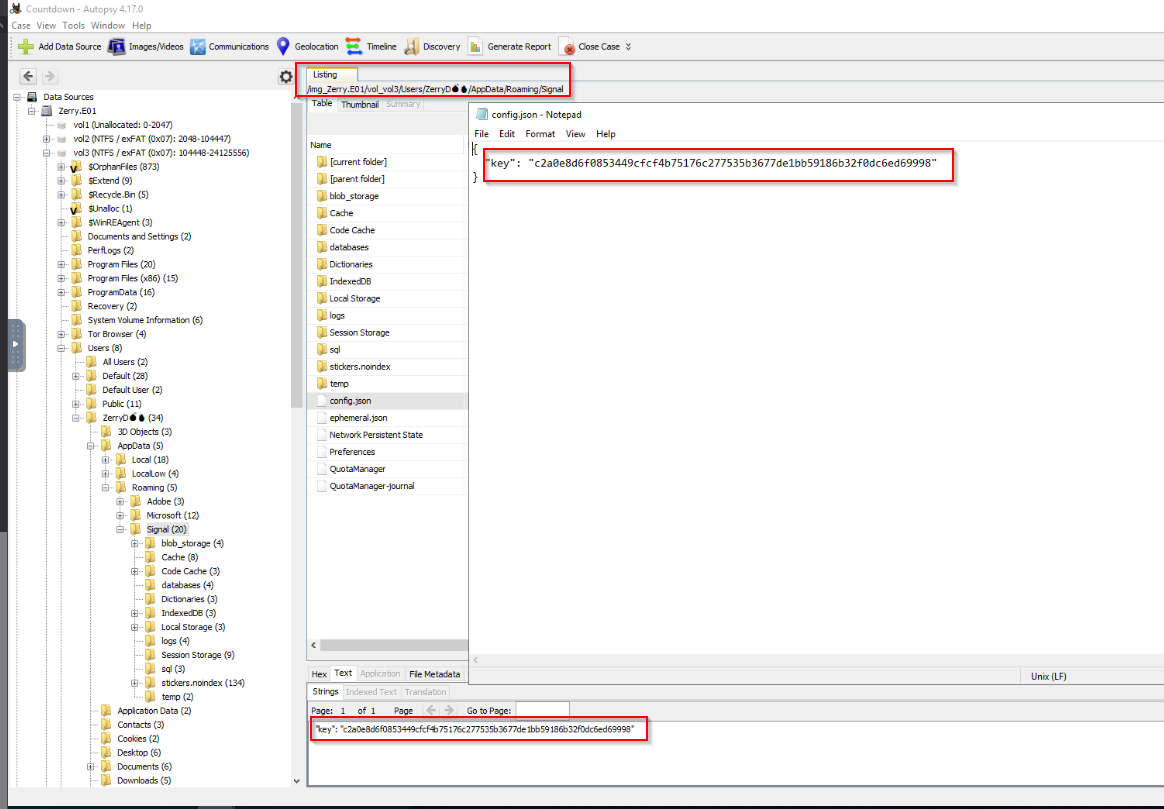 Countdown - Autopsy 4.17.0
Case View Tools Window Help
Add Data Source Images/Videos Communications Geolocation Timeline Discovery Generate Report Close Case
Data Sources
Zerry.E01
vol1 (Unallocated: 0-2047)
vol2 (NTFS / exFAT (0x07): 2048-104447)
vol3 (NTFS / exFAT (0x07): 104448-24125556)
$OrphanFiles (873)
$Extend (9)
$Recycle.Bin (5)
$Unalloc (1)
$WinREAgent (3)
Documents and Settings (2)
PerfLogs (2)
Program Files (20)
Program Files (x86) (15)
ProgramData (16)
Recovery (2)
System Volume Information (6)
Tor Browser (4)
Users (8)
All Users (2)
Default (28)
Default User (2)
Public (11)
ZerryD💣💧 (34)
3D Objects (3)
AppData (5)
Local (18)
LocalLow (4)
Roaming (5)
Adobe (3)
Microsoft (12)
Signal (20)
blob_storage (4)
Cache (8)
Code Cache (3)
databases (4)
Dictionaries (3)
IndexedDB (3)
Local Storage (3)
logs (4)
Session Storage (9)
sql (3)
stickers.noindex (134)
temp (2)
Application Data (2)
Contacts (3)
Cookies (2)
Desktop (6)
Documents (6)
Downloads (5)
Listing
/img_Zerry.E01/vol_vol3/Users/ZerryD💣💧/AppData/Roaming/Signal
Table Thumbnail Summary
Name
[current folder]
[parent folder]
blob_storage
Cache
Code Cache
databases
Dictionaries
IndexedDB
Local Storage
logs
Session Storage
sql
stickers.noindex
temp
config.json
ephemeral.json
Network Persistent State
Preferences
QuotaManager
QuotaManager-journal
config.json - Notepad
File Edit Format View Help
{
"key": "c2a0e8d6f0853449cfcf4b75176c277535b3677de1bb59186b32f0dc6ed69998"
}
Unix (LF)
Hex Text Application File Metadata
Strings Indexed Text Translation
Page: 1 of 1 Page Go to Page:
"key": "c2a0e8d6f0853449cfcf4b75176c277535b3677de1bb59186b32f0dc6ed69998"